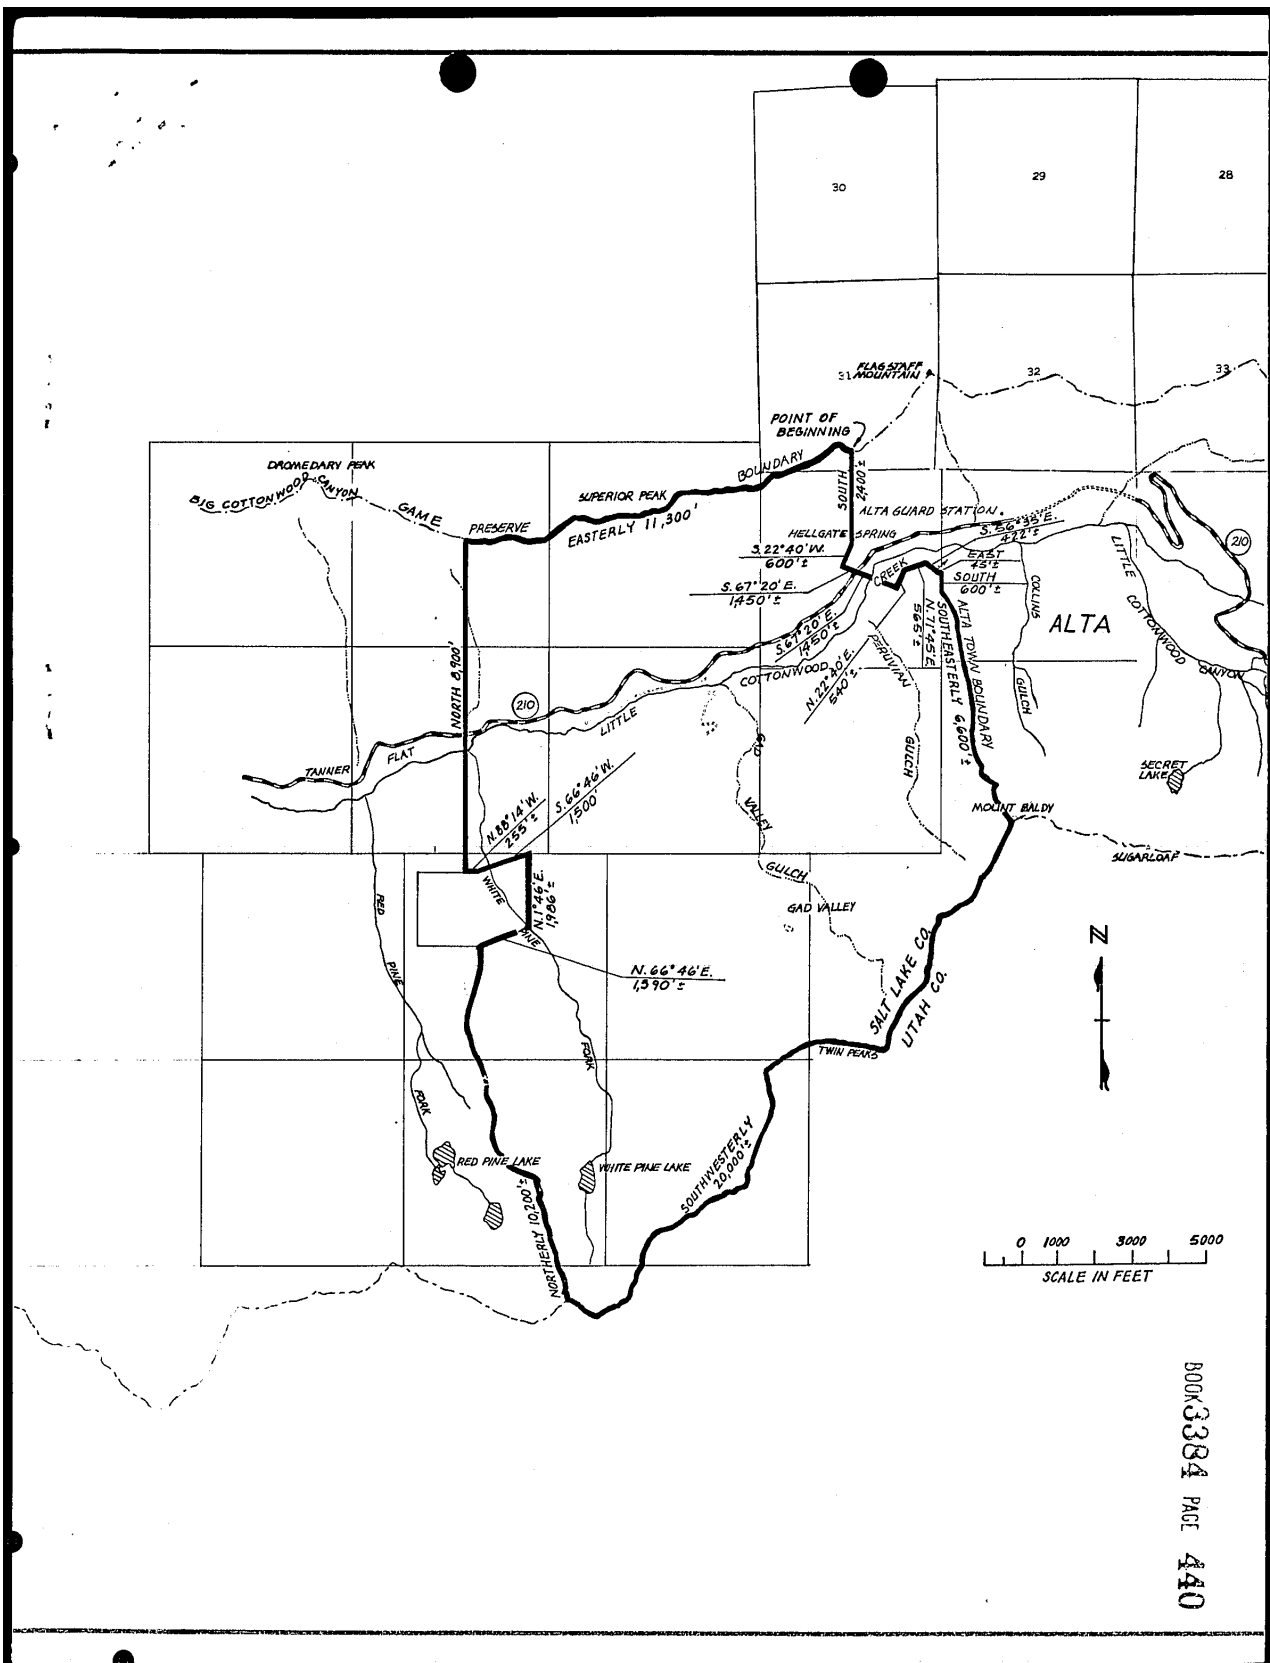 30
29
28
31
FLAGSTAFF
MOUNTAIN
32
33
POINT OF
BEGINNING
DROMEDARY PEAK
BIG COTTONWOOD CANYON
GAME
PRESERVE
BOUNDARY
SUPERIOR PEAK
EASTERLY 11,300'
SOUTH
2,400'±
ALTA GUARD STATION.
HELLGATE SPRING
S.56°35'E.
422'±
S.22°40'W.
600'±
EAST
45'±
SOUTH
600'±
CREEK
S.67°20'E.
1,450'±
S.67°20'E.
1,450'±
N.71°45'E.
565'±
N.22°40'E.
540'±
SOUTHEASTERLY 6,600'±
ALTA TOWN BOUNDARY
COLLINS
GULCH
ALTA
210
LITTLE
COTTONWOOD
CANYON
PERUVIAN
GULCH
COTTONWOOD
LITTLE
210
NORTH 8,900'
TANNER
FLAT
GAD
VALLEY
GULCH
SECRET
LAKE
MOUNT BALDY
SUGARLOAF
N.88°14'W.
255'±
S.66°46'W.
1,500'
N.1°46'E.
1,986'±
WHITE
PINE
FORK
RED
PINE
FORK
GAD VALLEY
N.66°46'E.
1,390'±
SALT LAKE CO.
UTAH CO.
TWIN PEAKS
N
SOUTHWESTERLY
20,000'±
RED PINE LAKE
WHITE PINE LAKE
NORTHERLY 10,200'±
0 1000 3000 5000
SCALE IN FEET
BOOK 3384 PAGE 440